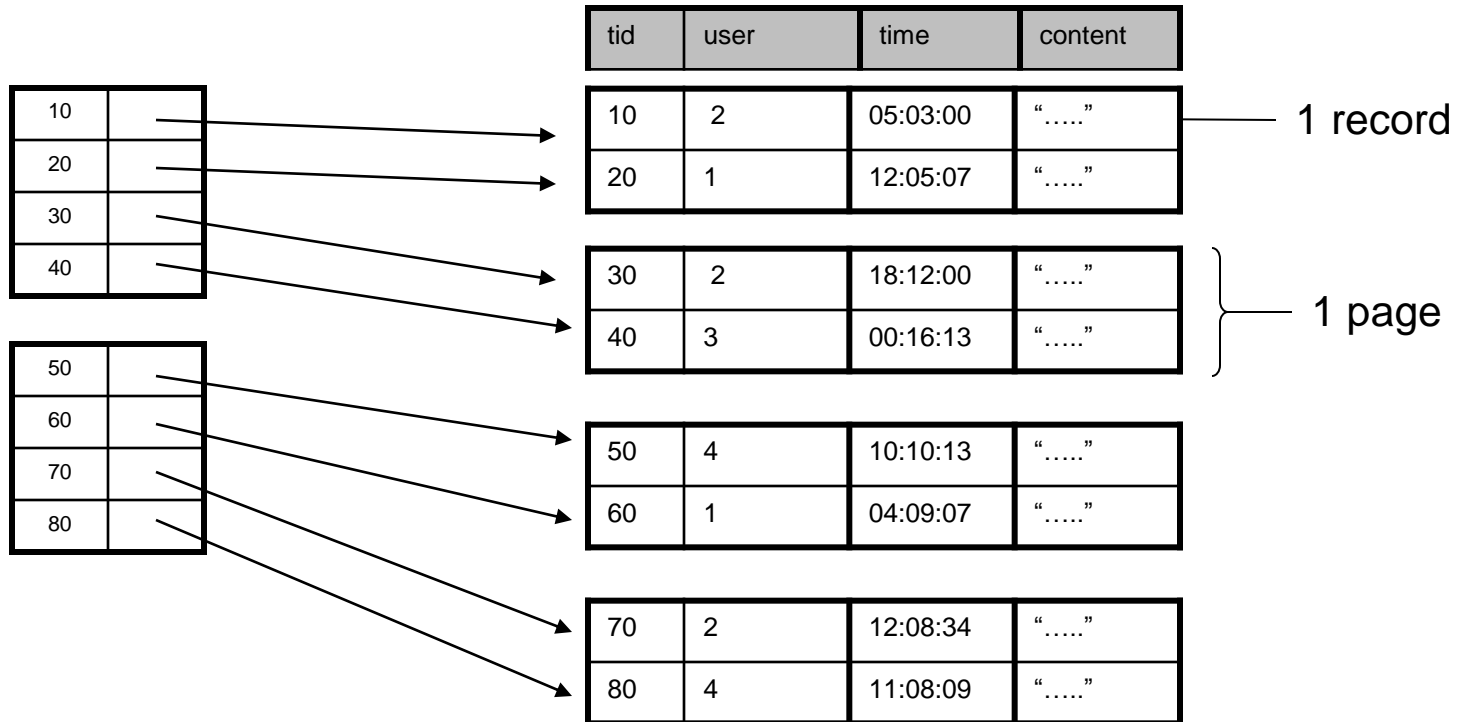 tid user time content
10
20
30
40
10 2 05:03:00 “…..”
20 1 12:05:07 “…..”
1 record
30 2 18:12:00 “…..”
40 3 00:16:13 “…..”
1 page
50
60
70
80
50 4 10:10:13 “…..”
60 1 04:09:07 “…..”
70 2 12:08:34 “…..”
80 4 11:08:09 “…..”